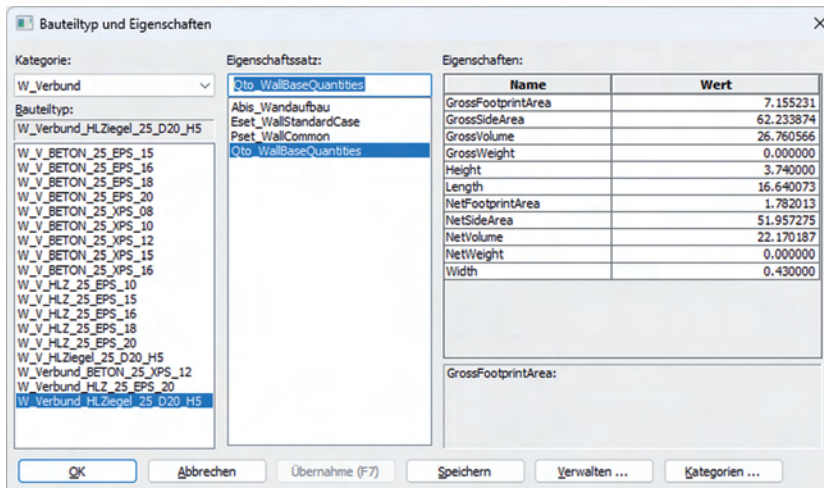 Bauteiltyp und Eigenschaften
Kategorie:
W_Verbund
Bauteiltyp:
W_Verbund_HLZiegel_25_D20_H5
W_V_BETON_25_EPS_15
W_V_BETON_25_EPS_16
W_V_BETON_25_EPS_18
W_V_BETON_25_EPS_20
W_V_BETON_25_XPS_08
W_V_BETON_25_XPS_10
W_V_BETON_25_XPS_12
W_V_BETON_25_XPS_15
W_V_BETON_25_XPS_16
W_V_HLZ_25_EPS_10
W_V_HLZ_25_EPS_15
W_V_HLZ_25_EPS_16
W_V_HLZ_25_EPS_18
W_V_HLZ_25_EPS_20
W_V_HLZiegel_25_D20_H5
W_Verbund_BETON_25_XPS_12
W_Verbund_HLZ_25_EPS_20
W_Verbund_HLZiegel_25_D20_H5
Eigenschaftssatz:
Qto_WallBaseQuantities
Abis_Wandaufbau
Eset_WallStandardCase
Pset_WallCommon
Qto_WallBaseQuantities
Eigenschaften:
Name Wert
GrossFootprintArea 7.155231
GrossSideArea 62.233874
GrossVolume 26.760566
GrossWeight 0.000000
Height 3.740000
Length 16.640073
NetFootprintArea 1.782013
NetSideArea 51.957275
NetVolume 22.170187
NetWeight 0.000000
Width 0.430000
GrossFootprintArea:
OK Abbrechen Übernahme (F7) Speichern Verwalten ... Kategorien ...